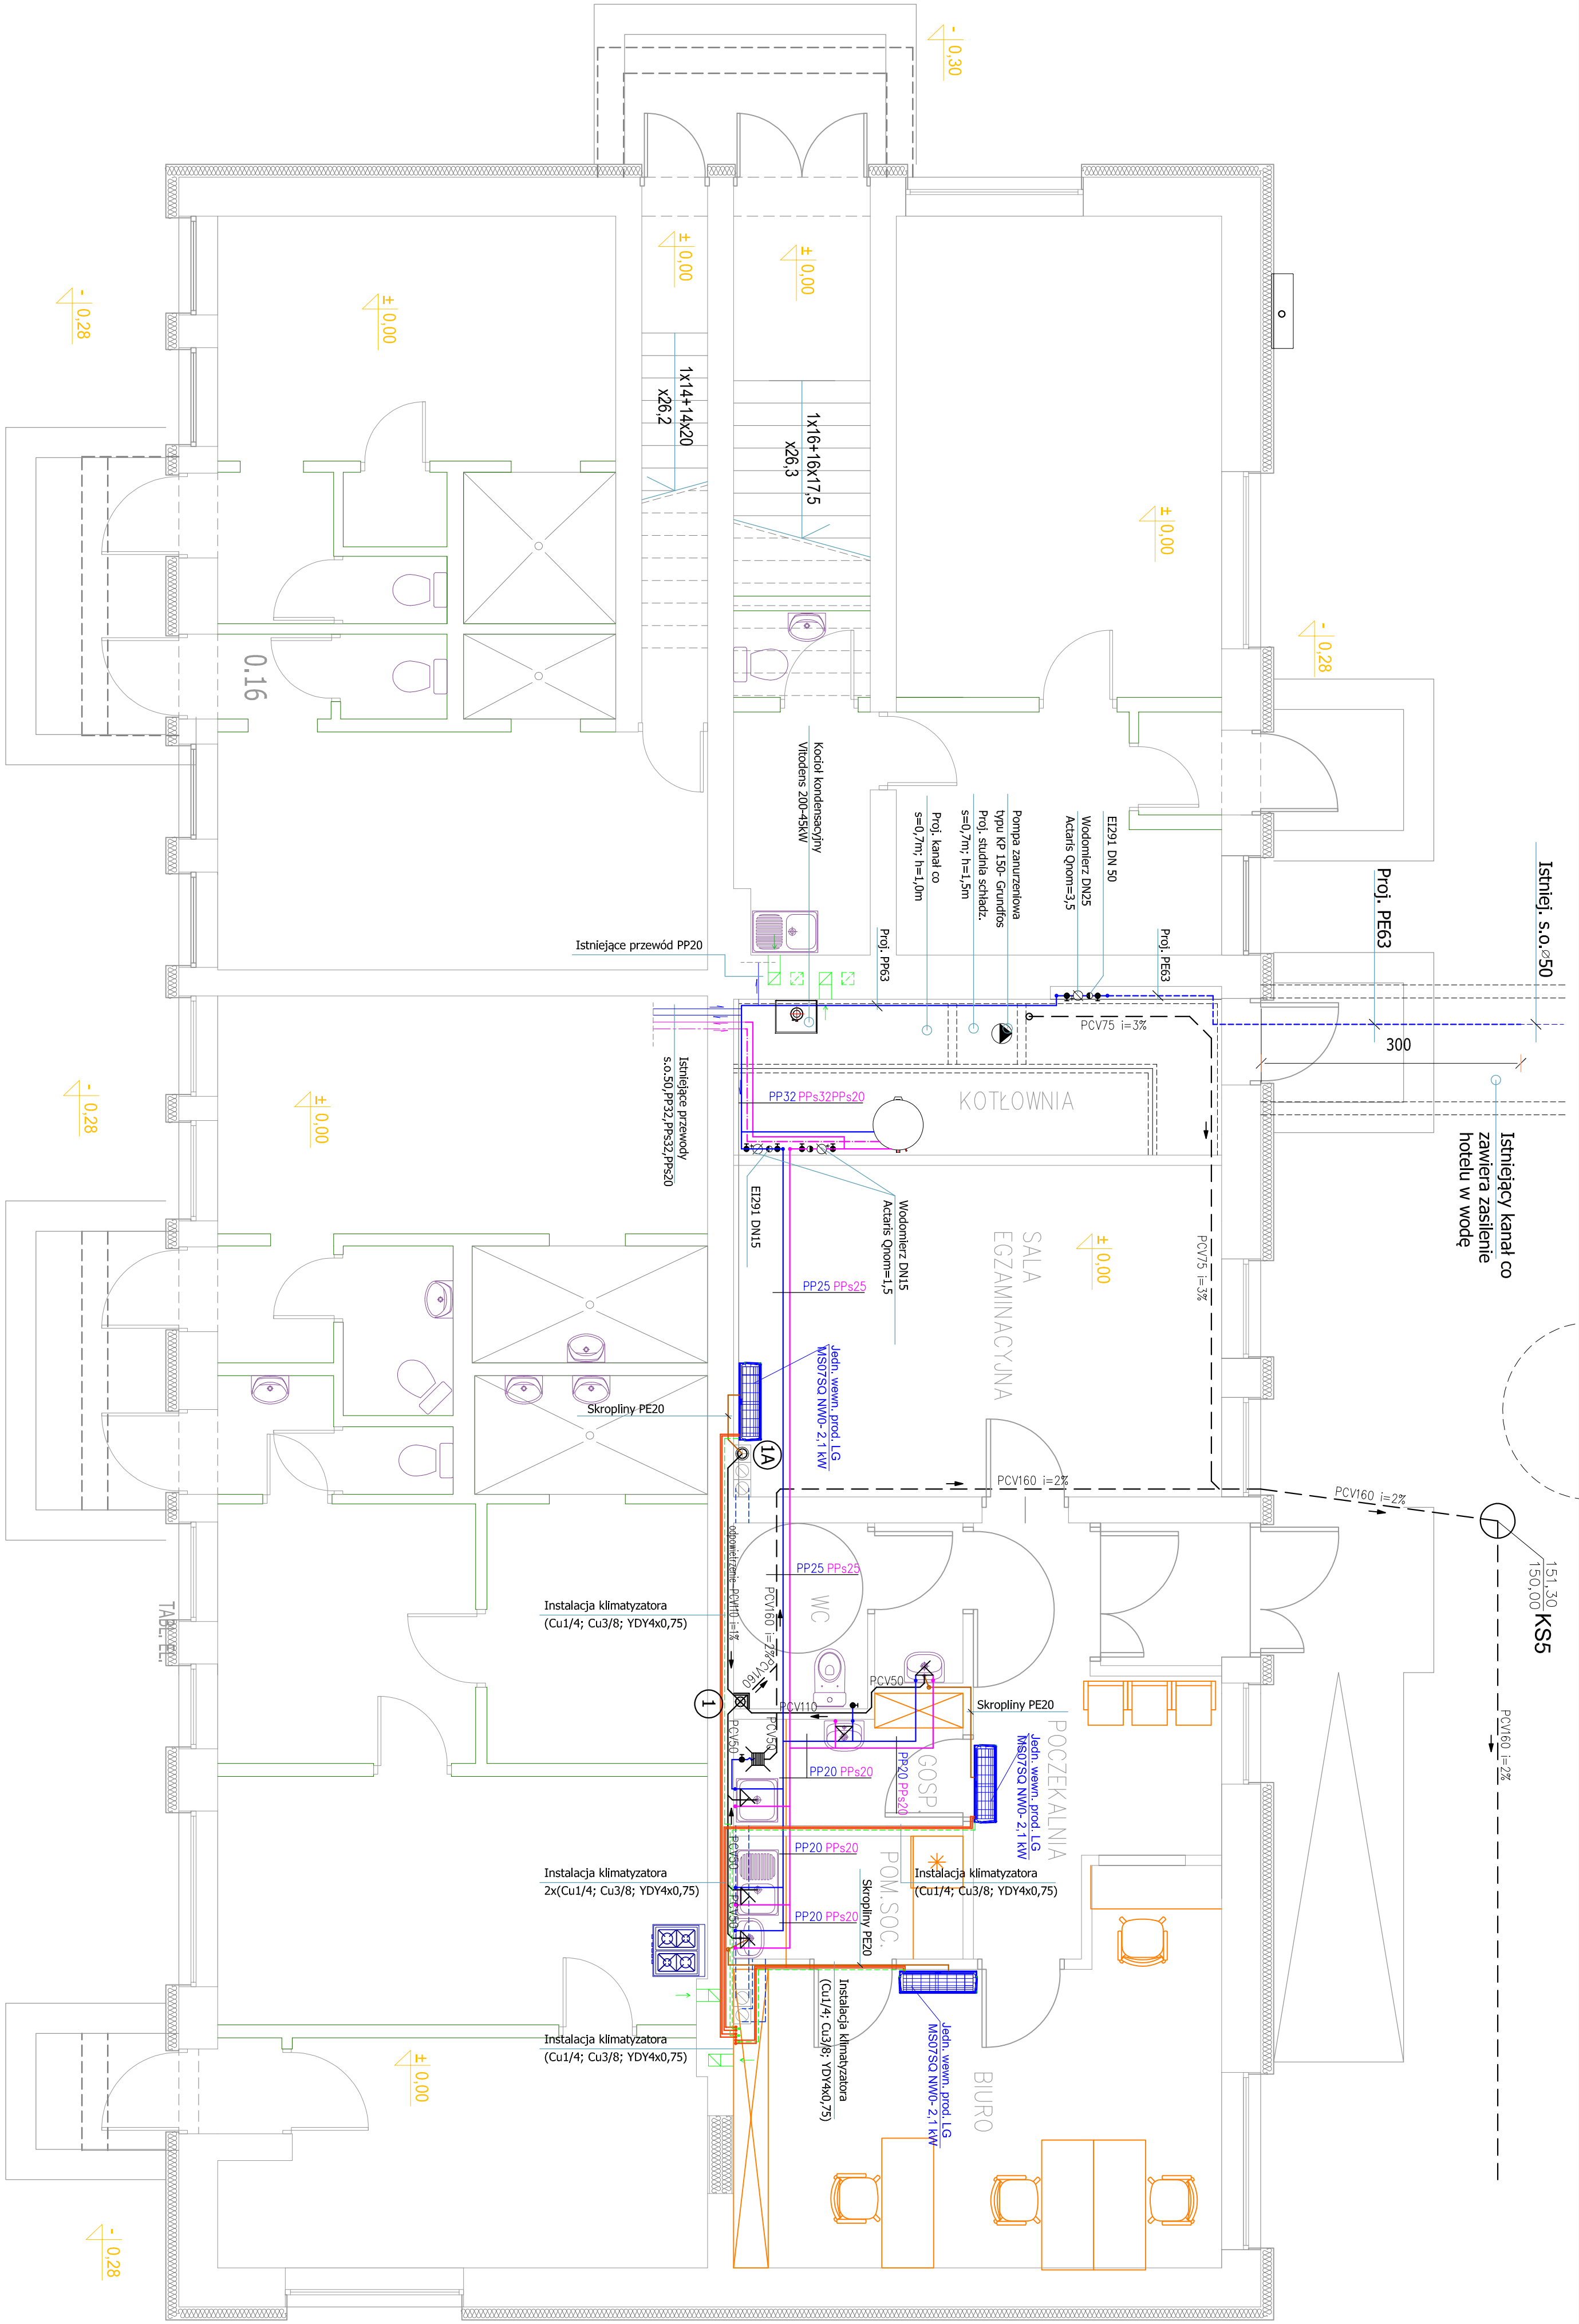 - 0,30
± 0,00
± 0,00
- 0,28
± 0,00
1x14+14x20
x26,2
1x16+16x17,5
x26,3
± 0,00
- 0,28
0.16
Kocioł kondensacyjny
Vitodens 200-45kW
Proj. kanał co
s=0,7m; h=1,0m
Pompa zanurzeniowa
typu KP 150- Grundfos
Proj. studnia schładz.
s=0,7m; h=1,5m
EI291 DN 50
Wodomierz DN25
Actaris Qnom=3,5
Istniej. s.o.⌀50
Proj. PE63
Proj. PE63
Proj. PP63
Istniejące przewód PP20
PCV75 i=3%
300
Istniejący kanał co
zawiera zasilenie
hotelu w wodę
KOTŁOWNIA
PP32 PPs32PPs20
Istniejące przewody
s.o.50,PP32,PPs32,PPs20
± 0,00
- 0,28
EI291 DN15
Wodomierz DN15
Actaris Qnom=1,5
PCV75 i=3%
± 0,00
SALA
EGZAMINACYJNA
PP25 PPs25
Jedn. wewn. prod. LG
MS07SQ NW0- 2,1 kW
Skropliny PE20
1A
PCV160 i=2%
PCV160 i=2%
151,30
150,00
KS5
odpowietrzenie PCV110 i=1%
PCV160 i=2%
PP25 PPs25
WC
TABL. EL.
Instalacja klimatyzatora
(Cu1/4; Cu3/8; YDY4x0,75)
PCV160
PCV50
PCV110
1
Skropliny PE20
PCV50
PCV50
PCV160 i=2%
POCZEKALNIA
Jedn. wewn. prod. LG
MS07SQ NW0- 2,1 kW
GOSP.
PP20 PPs20
PP20 PPs20
PCV50
PP20 PPs20
POM.SOC.
Instalacja klimatyzatora
2x(Cu1/4; Cu3/8; YDY4x0,75)
Instalacja klimatyzatora
(Cu1/4; Cu3/8; YDY4x0,75)
PCV50
PP20 PPs20
Skropliny PE20
Instalacja klimatyzatora
(Cu1/4; Cu3/8; YDY4x0,75)
Instalacja klimatyzatora
(Cu1/4; Cu3/8; YDY4x0,75)
Jedn. wewn. prod. LG
MS07SQ NW0- 2,1 kW
BIURO
± 0,00
- 0,28